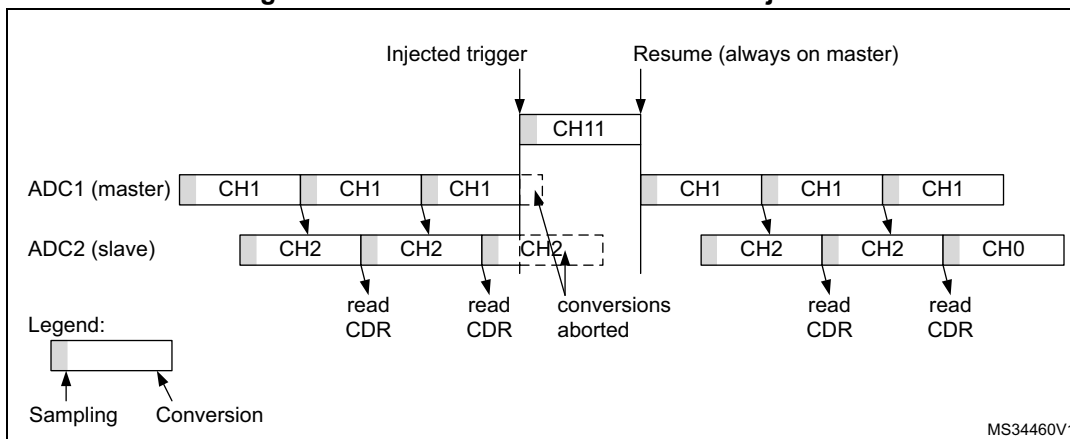 Injected trigger
Resume (always on master)
CH11
ADC1 (master)
CH1
CH1
CH1
CH1
CH1
CH1
ADC2 (slave)
CH2
CH2
CH2
CH2
CH2
CH0
read
CDR
read
CDR
conversions
aborted
read
CDR
read
CDR
Legend:
Sampling
Conversion
MS34460V1